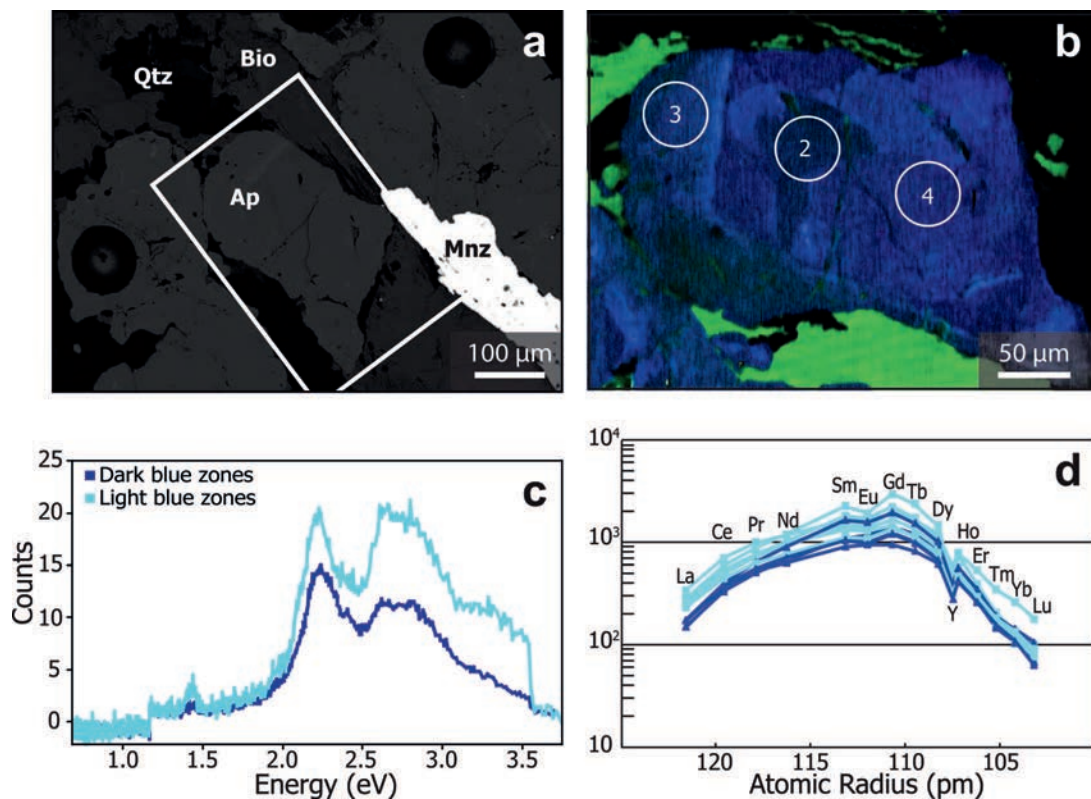 a
Qtz
Bio
Ap
Mnz
100 µm
b
3
2
4
50 µm
c
25
20
15
10
5
0
Counts
Dark blue zones
Light blue zones
1.0 1.5 2.0 2.5 3.0 3.5
Energy (eV)
d
10⁴
10³
10²
10
La
Ce
Pr
Nd
Sm
Eu
Gd
Tb
Dy
Y
Ho
Er
Tm
Yb
Lu
120 115 110 105
Atomic Radius (pm)